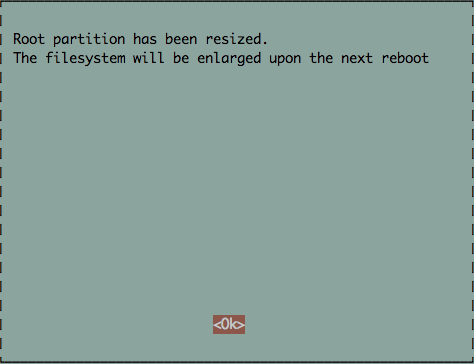 Root partition has been resized.
The filesystem will be enlarged upon the next reboot
<Ok>